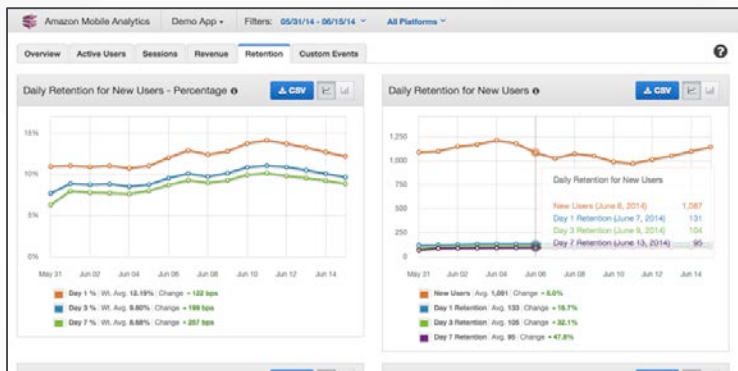 Amazon Mobile Analytics Demo App Filters: 05/31/14 - 06/15/14 All Platforms
Overview Active Users Sessions Revenue Retention Custom Events
Daily Retention for New Users - Percentage CSV
15%
10%
5%
0%
May 31 Jun 02 Jun 04 Jun 06 Jun 08 Jun 10 Jun 12 Jun 14
Day 1 % Wt. Avg. 12.19% Change + 122 bps
Day 3 % Wt. Avg. 9.60% Change + 199 bps
Day 7 % Wt. Avg. 8.68% Change + 257 bps
Daily Retention for New Users CSV
1,250
1,000
750
500
250
0
Daily Retention for New Users
New Users (June 6, 2014) 1,087
Day 1 Retention (June 7, 2014) 131
Day 3 Retention (June 9, 2014) 104
Day 7 Retention (June 13, 2014) 95
May 31 Jun 02 Jun 04 Jun 06 Jun 08 Jun 10 Jun 12 Jun 14
New Users Avg. 1,091 Change + 5.0%
Day 1 Retention Avg. 133 Change + 16.7%
Day 3 Retention Avg. 105 Change + 32.1%
Day 7 Retention Avg. 95 Change + 47.8%